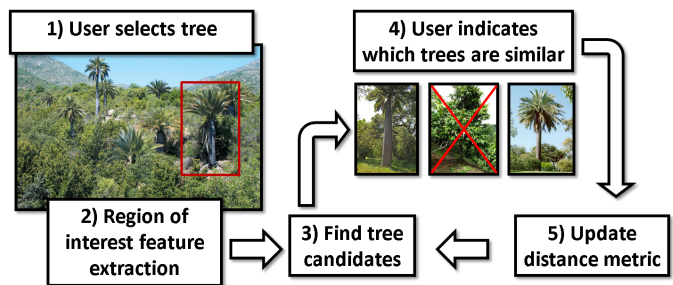 1) User selects tree
2) Region of
interest feature
extraction
3) Find tree
candidates
4) User indicates
which trees are similar
5) Update
distance metric